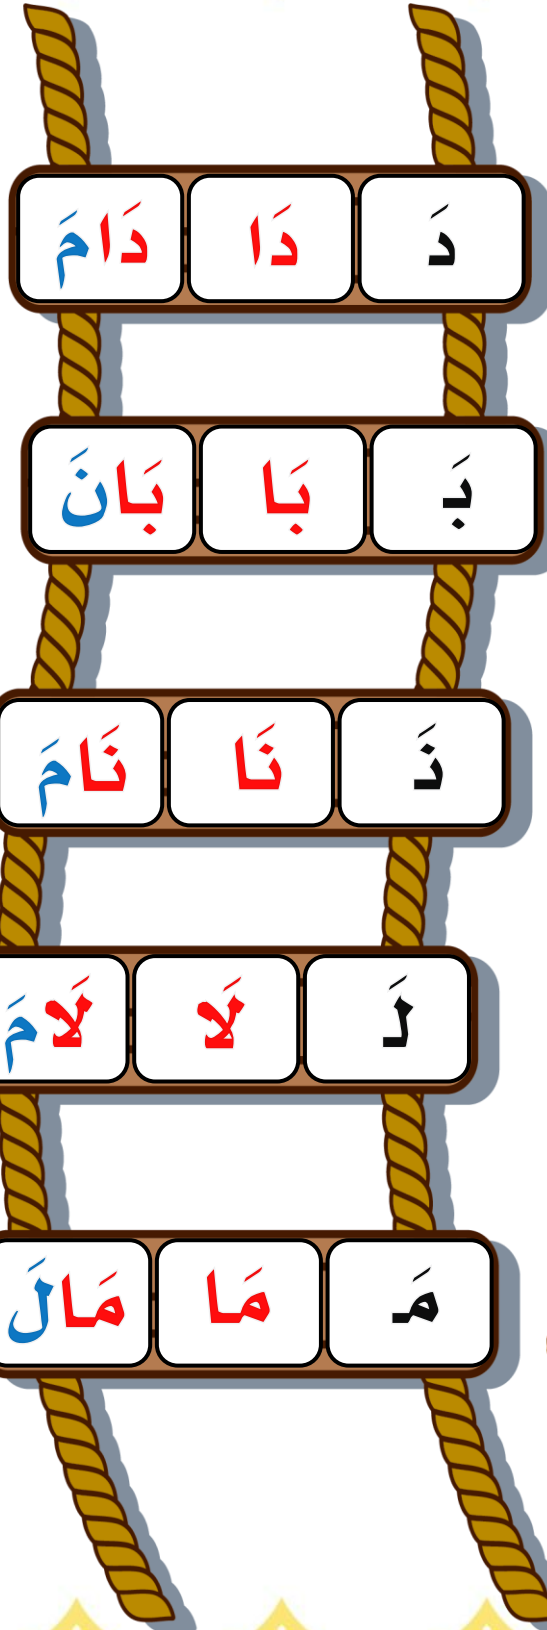 دَ دَا دَامَ
بَـ بَا بَانَ
نَـ نَا نَامَ
لَـ لَا لَامَ
مَـ مَا مَالَ